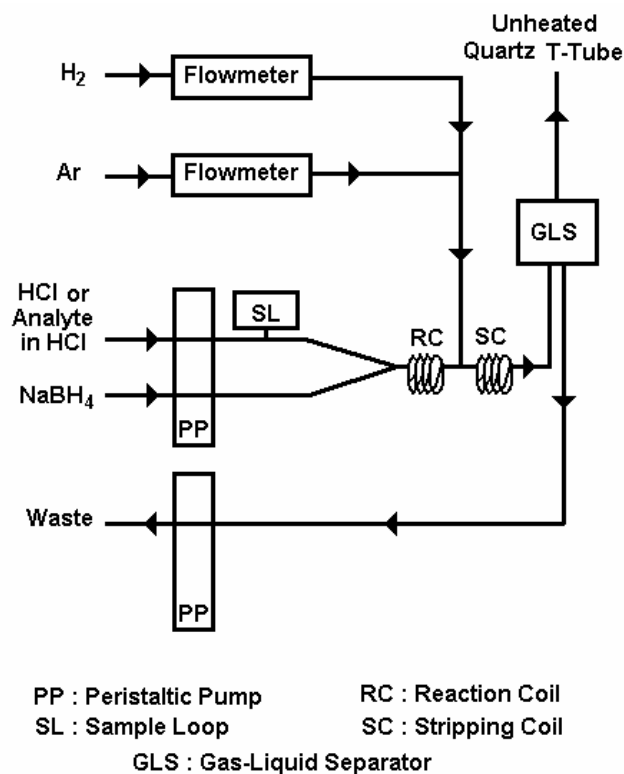 Unheated
Quartz T-Tube
H2
Flowmeter
Ar
Flowmeter
GLS
HCl or
Analyte
in HCl
SL
RC
SC
NaBH4
PP
Waste
PP
PP : Peristaltic Pump
RC : Reaction Coil
SL : Sample Loop
SC : Stripping Coil
GLS : Gas-Liquid Separator